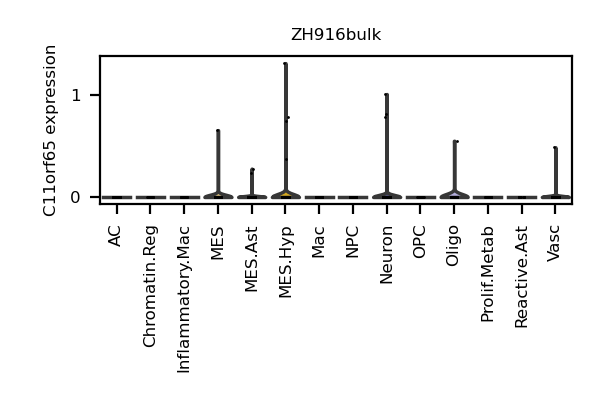 ZH916bulk
C11orf65 expression
1
0
AC
Chromatin.Reg
Inflammatory.Mac
MES
MES.Ast
MES.Hyp
Mac
NPC
Neuron
OPC
Oligo
Prolif.Metab
Reactive.Ast
Vasc